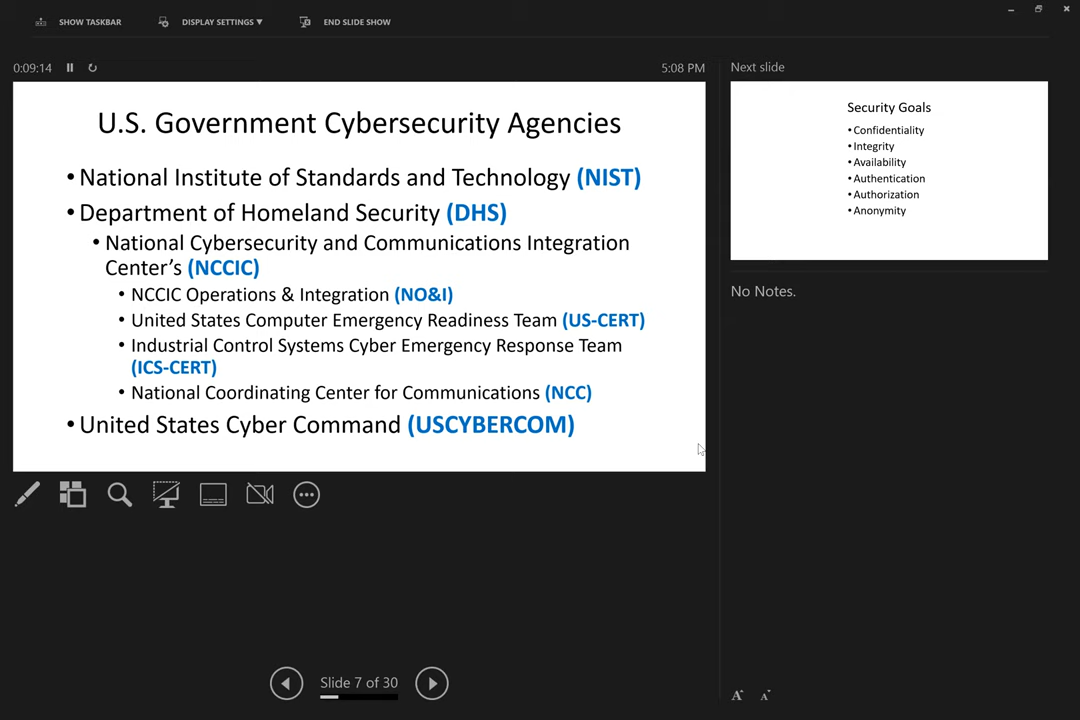 SHOW TASKBAR
DISPLAY SETTINGS ▼
END SLIDE SHOW
0:09:14
5:08 PM
U.S. Government Cybersecurity Agencies
• National Institute of Standards and Technology (NIST)
• Department of Homeland Security (DHS)
• National Cybersecurity and Communications Integration
Center’s (NCCIC)
• NCCIC Operations & Integration (NO&I)
• United States Computer Emergency Readiness Team (US-CERT)
• Industrial Control Systems Cyber Emergency Response Team
(ICS-CERT)
• National Coordinating Center for Communications (NCC)
• United States Cyber Command (USCYBERCOM)
Next slide
Security Goals
• Confidentiality
• Integrity
• Availability
• Authentication
• Authorization
• Anonymity
No Notes.
Slide 7 of 30
A A